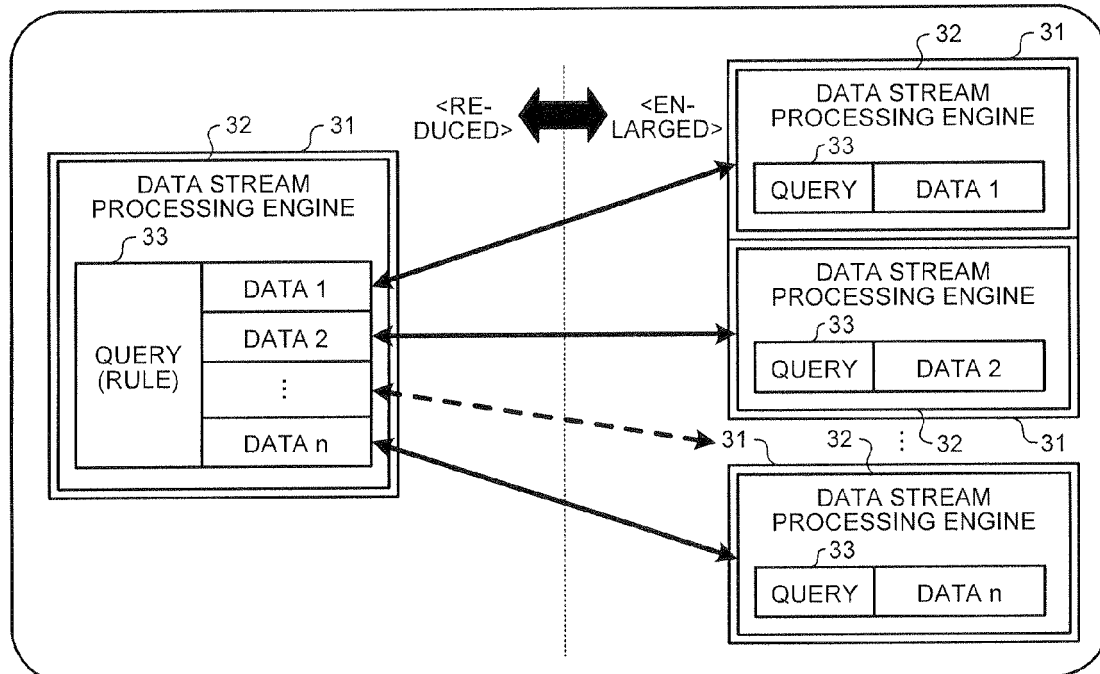 <RE-
DUCED>
<EN-
LARGED>
32
31
DATA STREAM
PROCESSING ENGINE
33
QUERY
(RULE)
DATA 1
DATA 2
⋮
DATA n
32
31
DATA STREAM
PROCESSING ENGINE
33
QUERY
DATA 1
DATA STREAM
PROCESSING ENGINE
33
QUERY
DATA 2
32
31
⋮
31
32
DATA STREAM
PROCESSING ENGINE
33
QUERY
DATA n